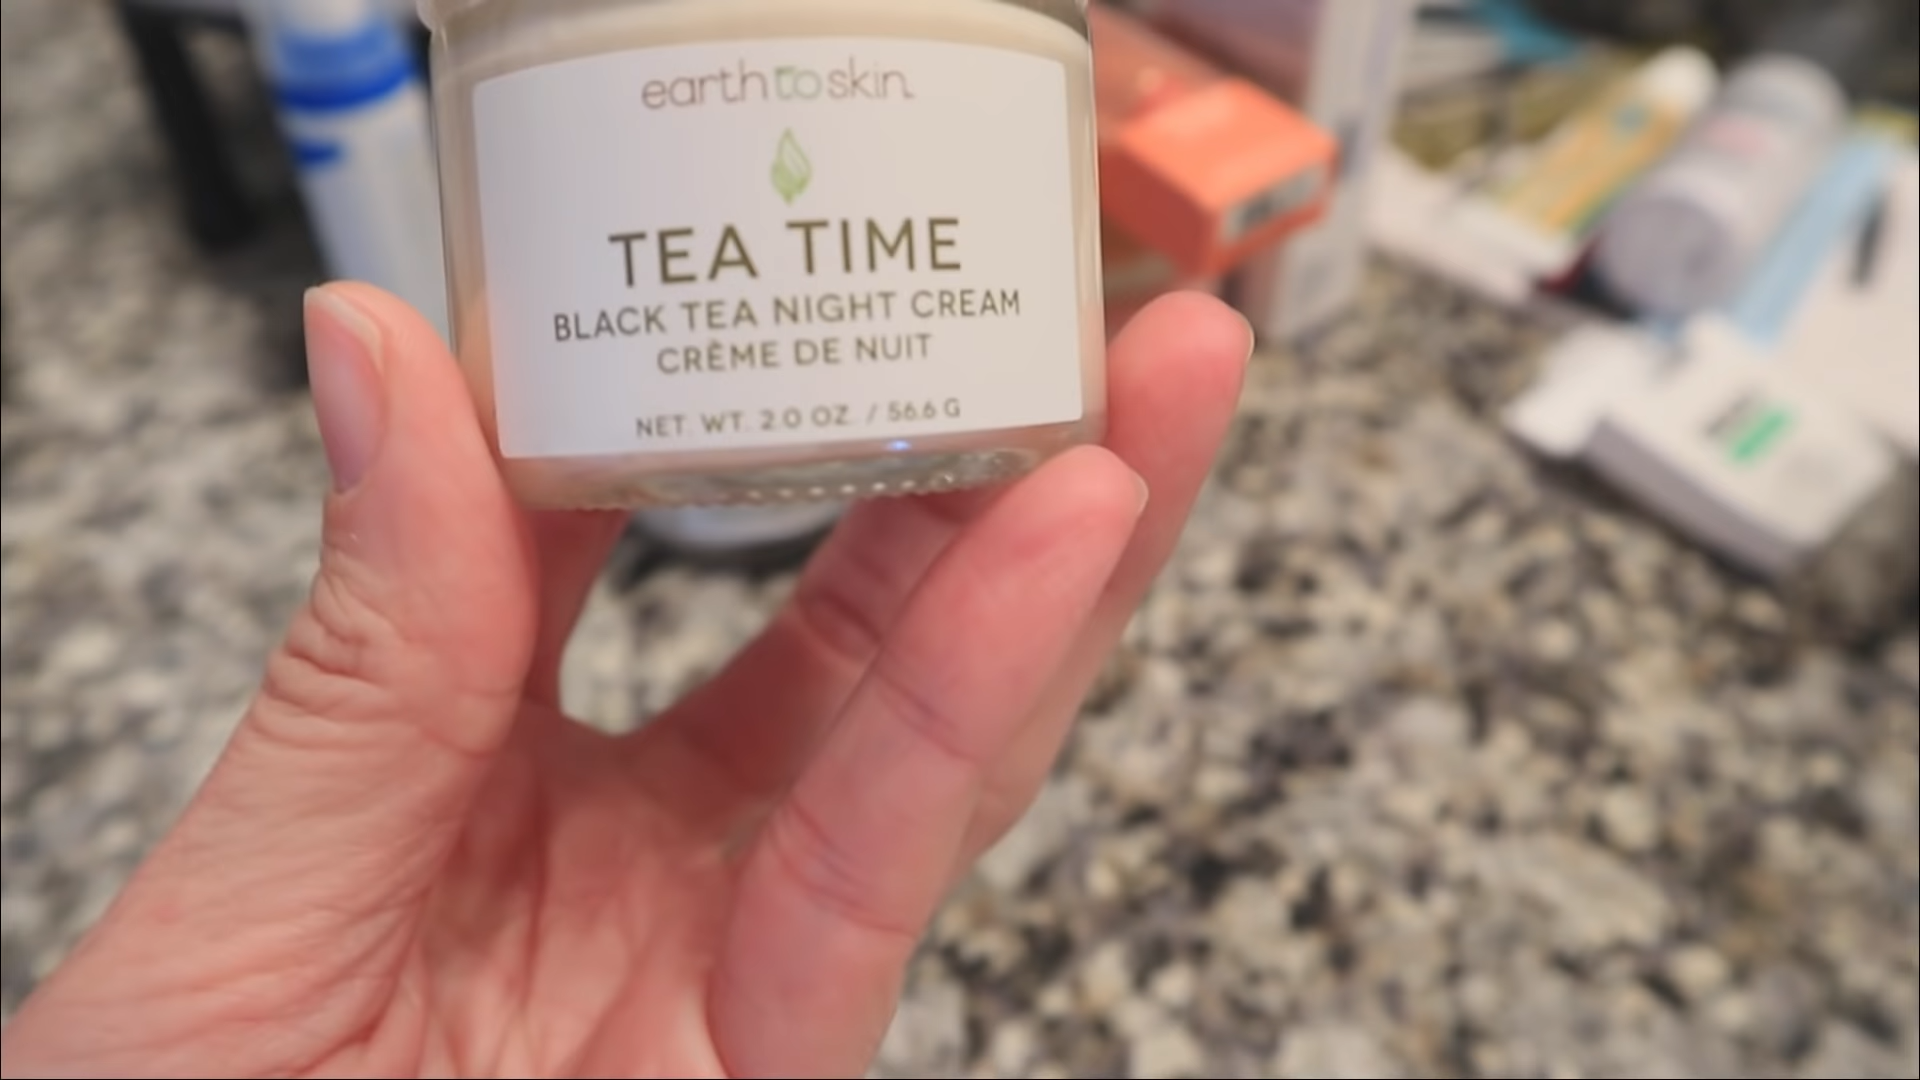 earth to skin
TEA TIME
BLACK TEA NIGHT CREAM
CRÈME DE NUIT
NET. WT. 2.0 OZ. / 56.6 G